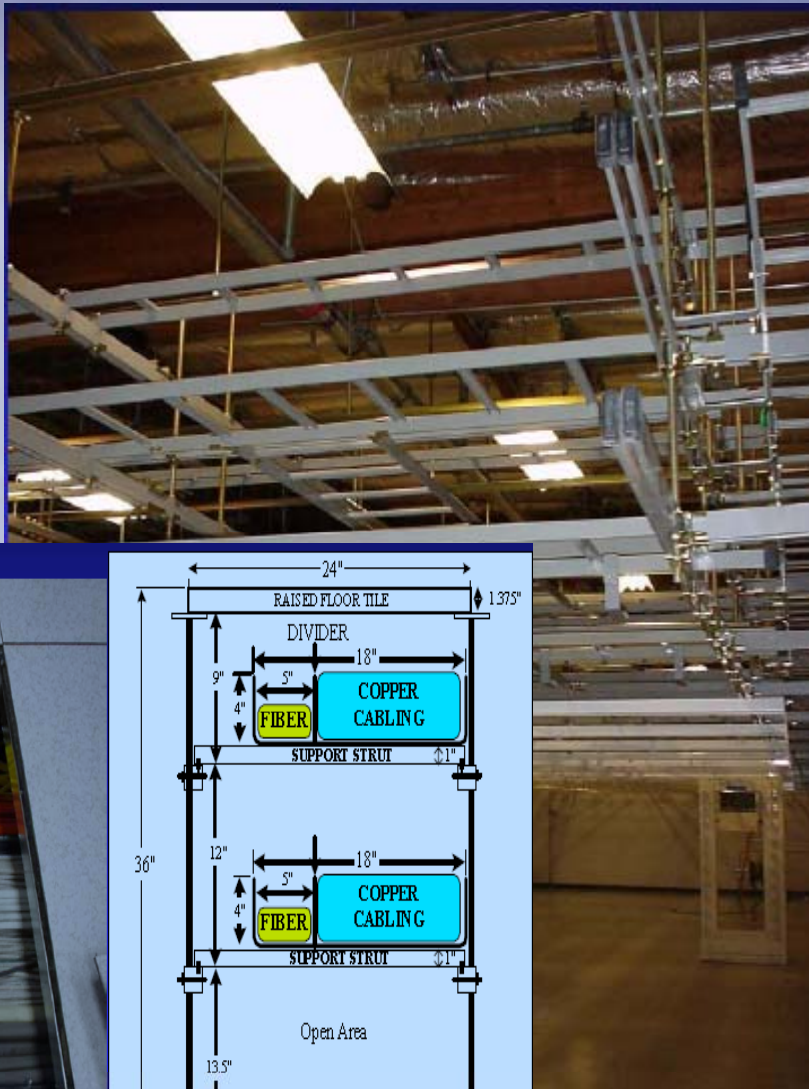 24"
RAISED FLOOR TILE
1.375"
DIVIDER
18"
9"
5"
4"
COPPER
CABLING
FIBER
SUPPORT STRUT
1"
36"
12"
18"
5"
4"
COPPER
CABLING
FIBER
SUPPORT STRUT
1"
Open Area
13.5"